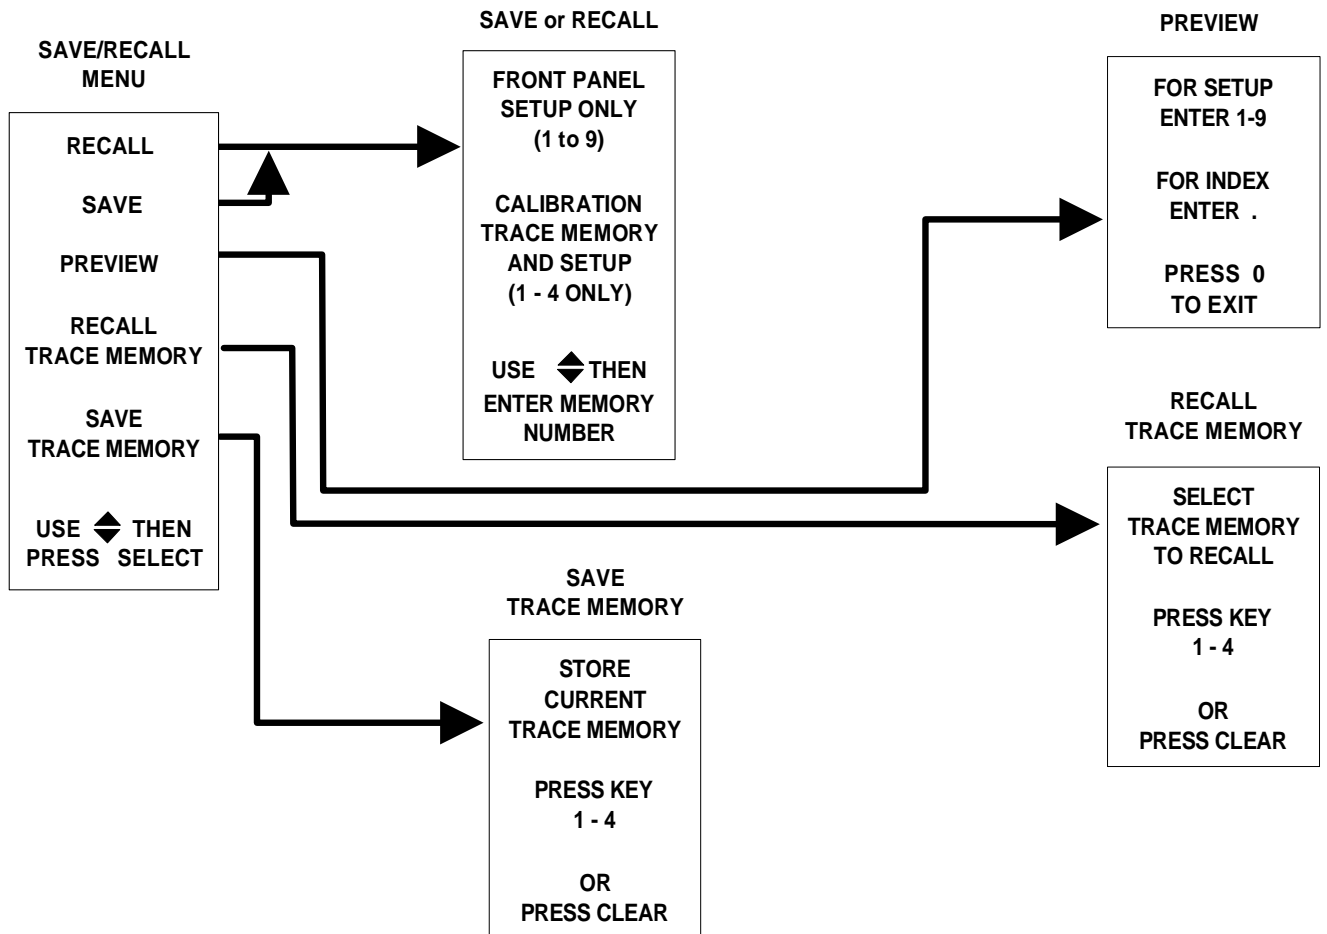 SAVE/RECALL
MENU
RECALL
SAVE
PREVIEW
RECALL
TRACE MEMORY
SAVE
TRACE MEMORY
USE THEN
PRESS SELECT
SAVE or RECALL
FRONT PANEL
SETUP ONLY
(1 to 9)
CALIBRATION
TRACE MEMORY
AND SETUP
(1 - 4 ONLY)
USE THEN
ENTER MEMORY
NUMBER
PREVIEW
FOR SETUP
ENTER 1-9
FOR INDEX
ENTER .
PRESS 0
TO EXIT
RECALL
TRACE MEMORY
SELECT
TRACE MEMORY
TO RECALL
PRESS KEY
1 - 4
OR
PRESS CLEAR
SAVE
TRACE MEMORY
STORE
CURRENT
TRACE MEMORY
PRESS KEY
1 - 4
OR
PRESS CLEAR